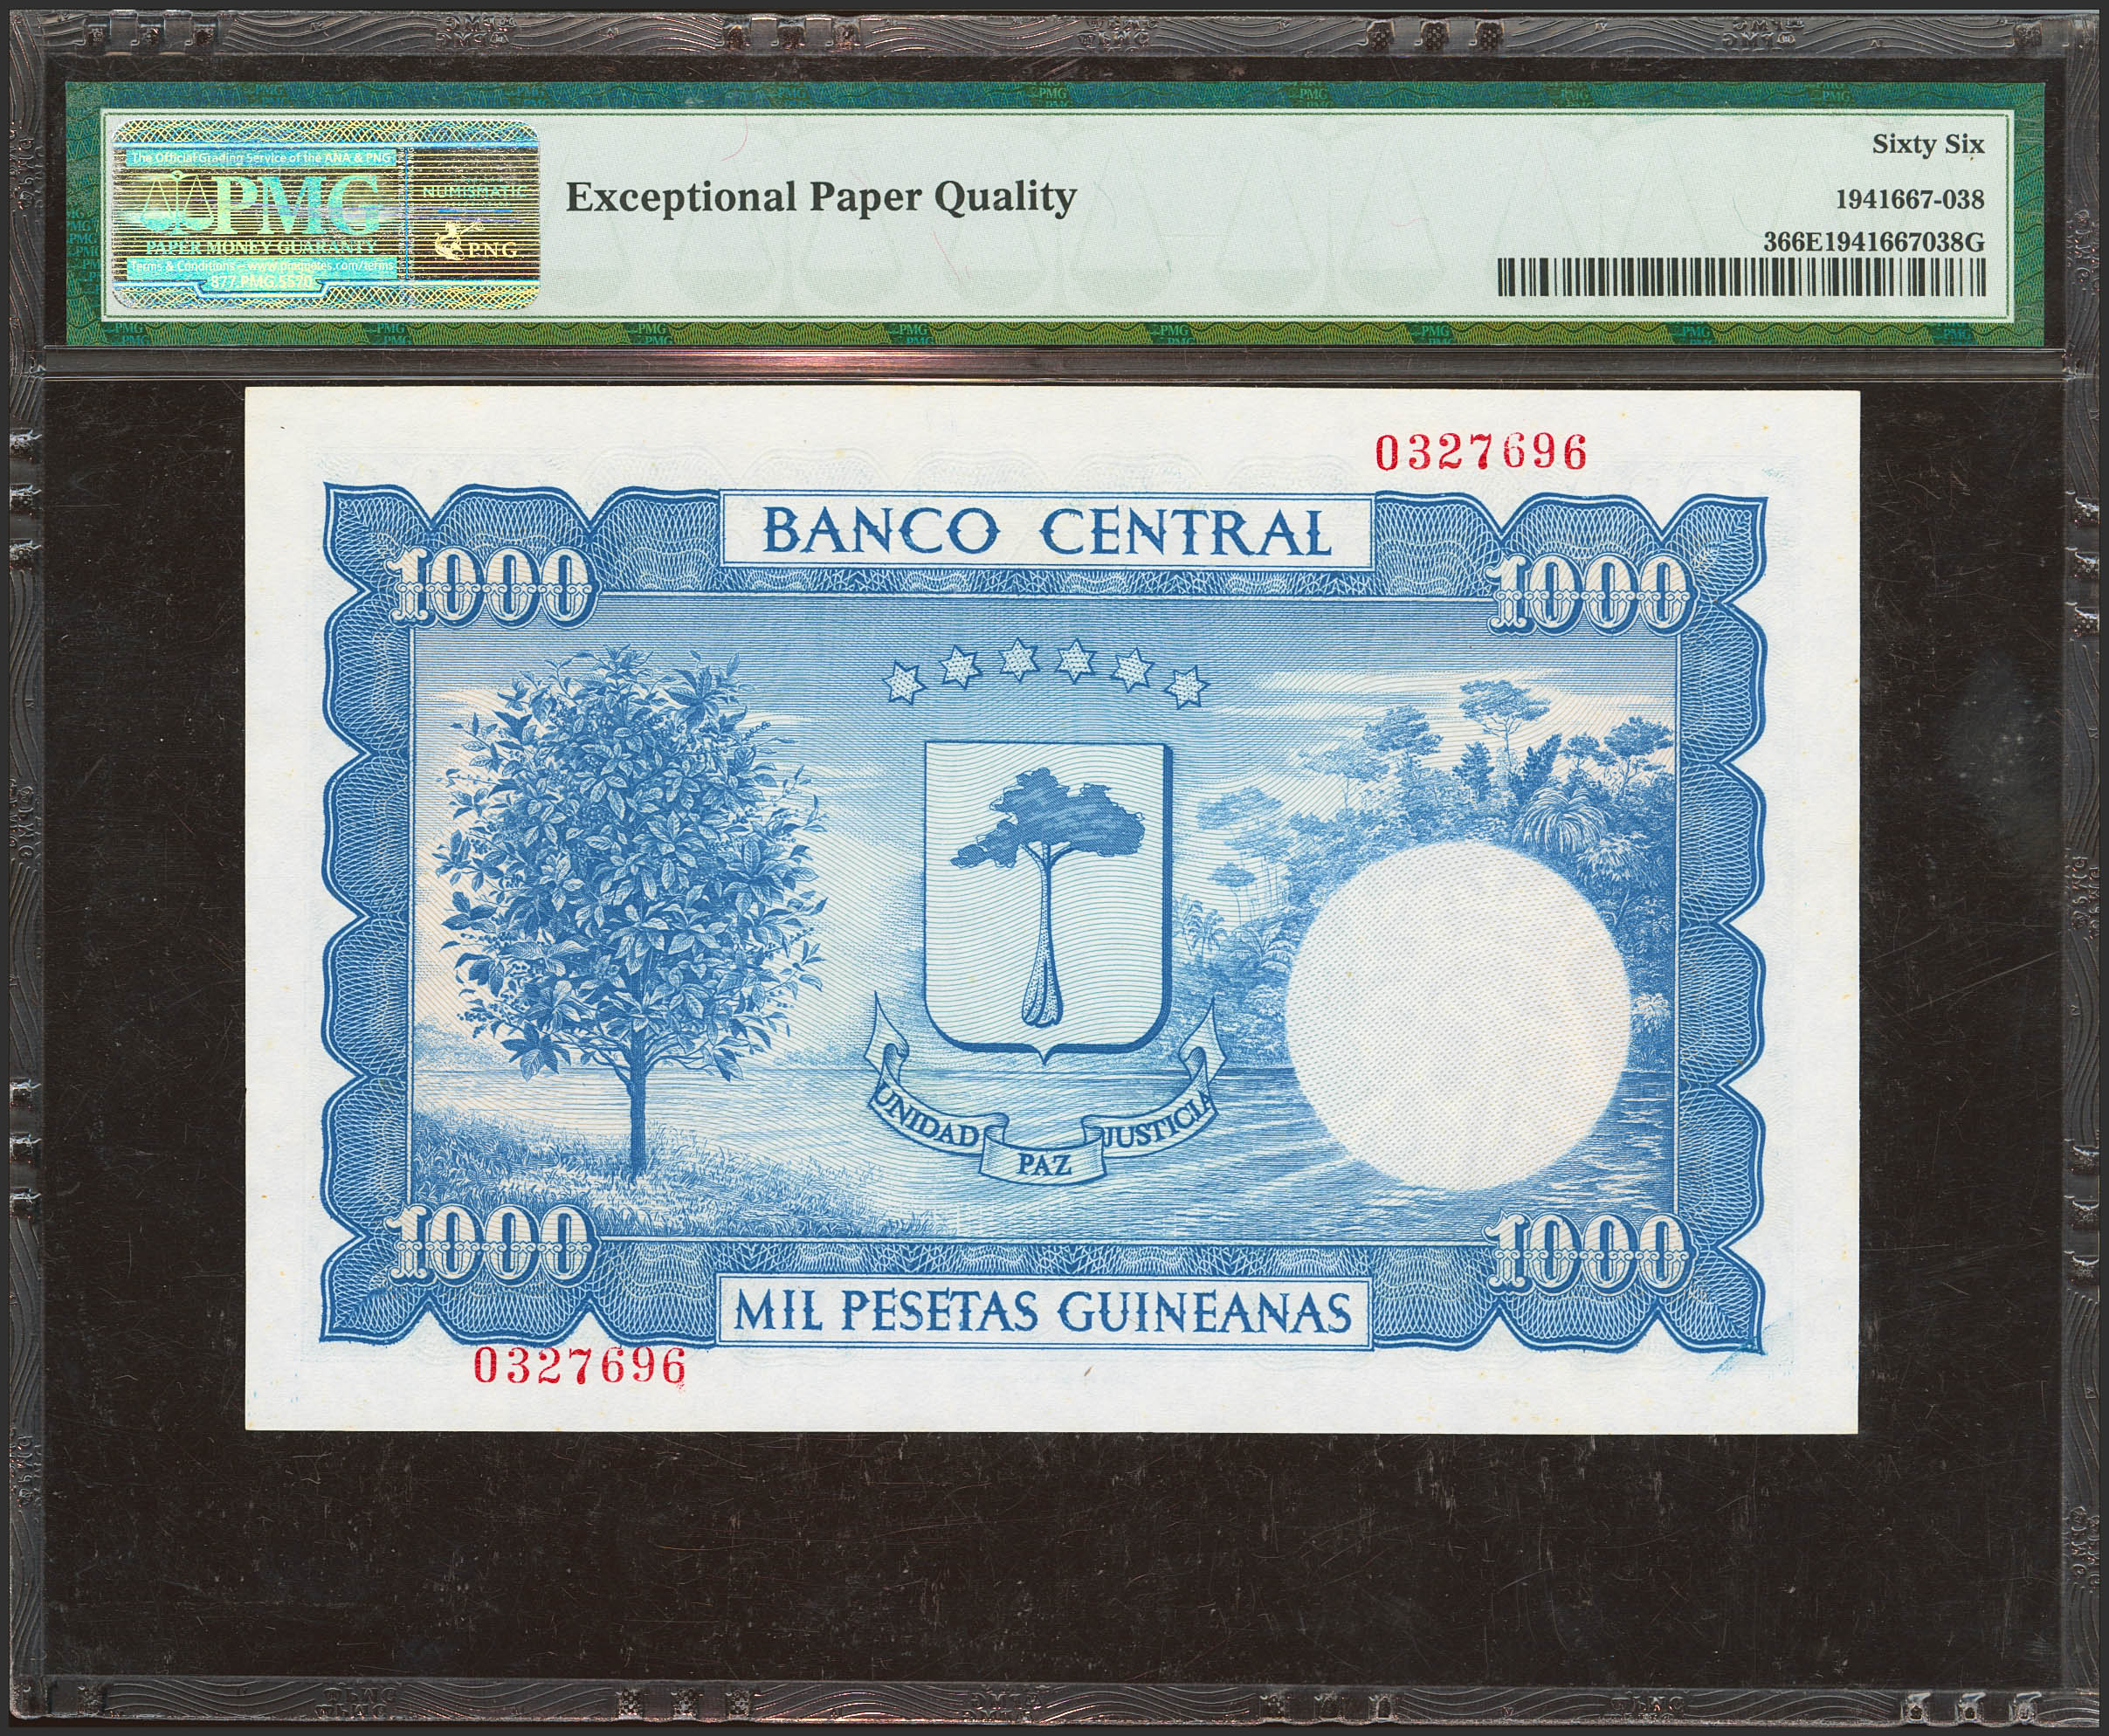 The Official Grading Service of the ANA & PNG
PMG
PAPER MONEY GUARANTY
Terms & Conditions – www.pmgnotes.com/terms
877.PMG.5570
NUMISMATIC
PNG
Exceptional Paper Quality
Sixty Six
1941667-038
366E1941667038G
0327696
BANCO CENTRAL
1000
1000
UNIDAD
PAZ
JUSTICIA
1000
1000
MIL PESETAS GUINEANAS
0327696